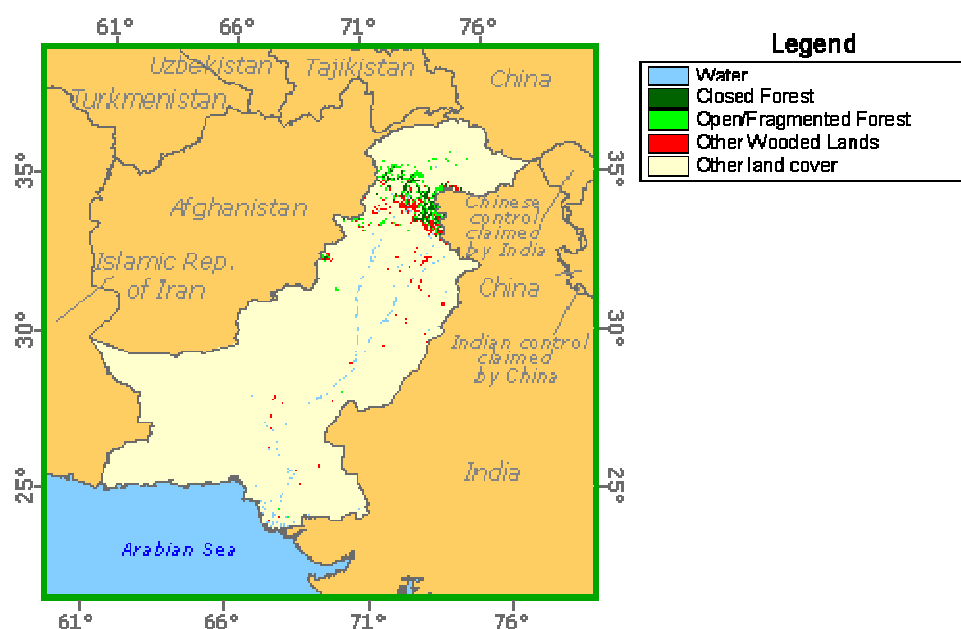 61° 66° 71° 76°
Legend
Water
Closed Forest
Open/Fragmented Forest
Other Wooded Lands
Other land cover
Uzbekistan
Tajikistan
China
Turkmenistan
35°
35°
Afghanistan
Chinese
control
claimed
by India
Islamic Rep.
of Iran
China
30°
30°
Indian control
claimed
by China
India
25°
25°
Arabian Sea
61° 66° 71° 76°